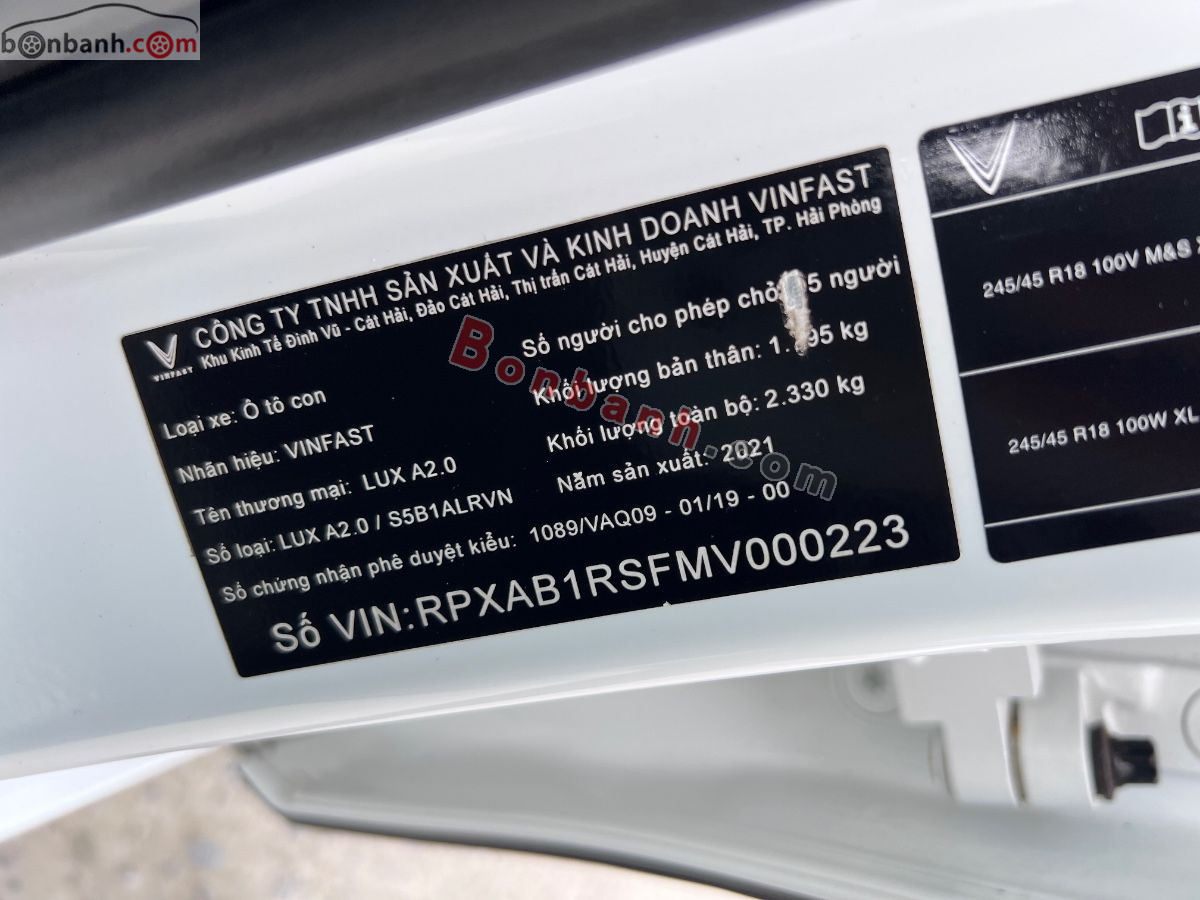 bonbanh.com
VINFAST
CÔNG TY TNHH SẢN XUẤT VÀ KINH DOANH VINFAST
Khu Kinh Tế Đình Vũ - Cát Hải, Đảo Cát Hải, Thị trấn Cát Hải, Huyện Cát Hải, TP. Hải Phòng
Loại xe: Ô tô con
Nhãn hiệu: VINFAST
Tên thương mại: LUX A2.0
Số loại: LUX A2.0 / S5B1ALRVN
Số chứng nhận phê duyệt kiểu: 1089/VAQ09 - 01/19 - 00
Số VIN:RPXAB1RSFMV000223
Số người cho phép chở 5 người
Khối lượng bản thân: kg
Khối lượng toàn bộ: 2.330 kg
Năm sản xuất: 2021
Bonbanh.com
245/45 R18 100V M&S
245/45 R18 100W XL